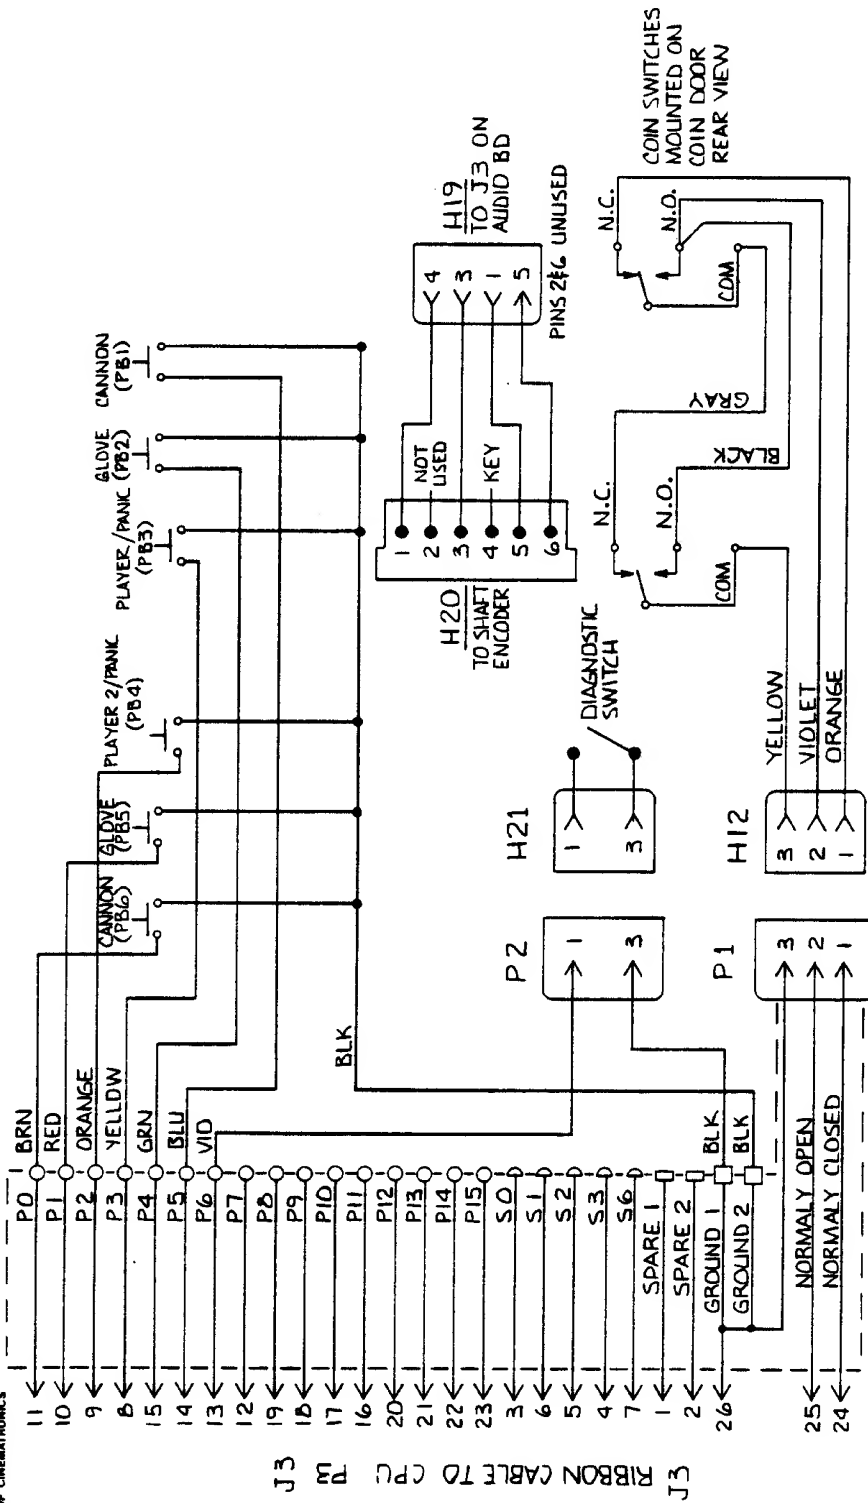 OF CINEMATRONICS
J3 P3
J3 RIBBON CABLE TO CPU
11 P0 BRN
10 P1 RED
9 P2 ORANGE
8 P3 YELLOW
15 P4 GRN
14 P5 BLU
13 P6 VIO
12 P7
19 P8
18 P9
17 P10
16 P11
20 P12
21 P13
22 P14
23 P15
3 S0
6 S1
5 S2
4 S3
7 S6
1 SPARE 1
2 SPARE 2
26 GROUND 1 BLK
GROUND 2 BLK
25 NORMALY OPEN
24 NORMALY CLOSED
BLK
CANNON
(PB6)
GLOVE
(PB5)
PLAYER 2/PANIC
(PB4)
PLAYER/PANIC
(PB3)
GLOVE
(PB2)
CANNON
(PB1)
P2
1
3
H21
1
3
DIAGNOSTIC
SWITCH
P1
3
2
1
H12
3
2
1
YELLOW
VIOLET
ORANGE
H20
TO SHAFT
ENCODER
1
2 NOT USED
3
4 KEY
5
6
H19
TO J3 ON
AUDIO BD
4
3
1
5
PINS 2&6 UNUSED
N.C.
N.O.
COM
BLACK
GRAY
N.C.
N.O.
COM
COIN SWITCHES
MOUNTED ON
COIN DOOR
REAR VIEW